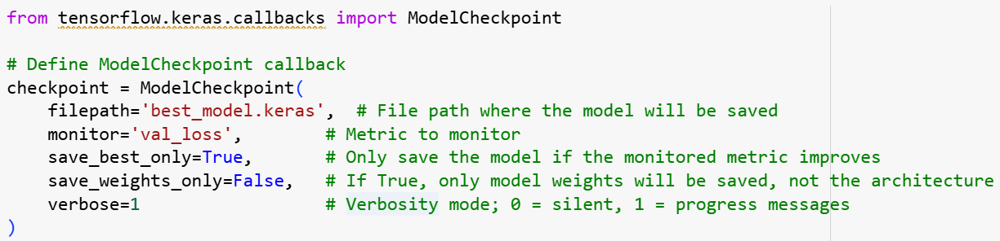 from tensorflow.keras.callbacks import ModelCheckpoint
# Define ModelCheckpoint callback
checkpoint = ModelCheckpoint(
    filepath='best_model.keras',  # File path where the model will be saved
    monitor='val_loss',        # Metric to monitor
    save_best_only=True,       # Only save the model if the monitored metric improves
    save_weights_only=False,   # If True, only model weights will be saved, not the architecture
    verbose=1                  # Verbosity mode; 0 = silent, 1 = progress messages
)